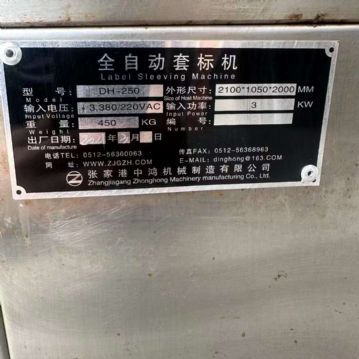 全自动套标机
Label Sleeving Machine
型 号: DH-250 外形尺寸: 2100*1050*2000 MM
Model Size of Host Machine
输入电压: 3.380/220VAC 输入功率: 3 KW
Input Voltage Input Power
重 量: 450 KG 编 号:
Weight Number
出厂日期: 年 月 日
Date of manufacture
电话TEL: 0512-56360063 传真FAX: 0512-56368963
网 址: WWW.ZJGZH.COM E-MAIL: dinghong@163.COM
张家港中鸿机械制造有限公司
Zhangjiagang Zhonghong Machinery manufacturing Co., Ltd.